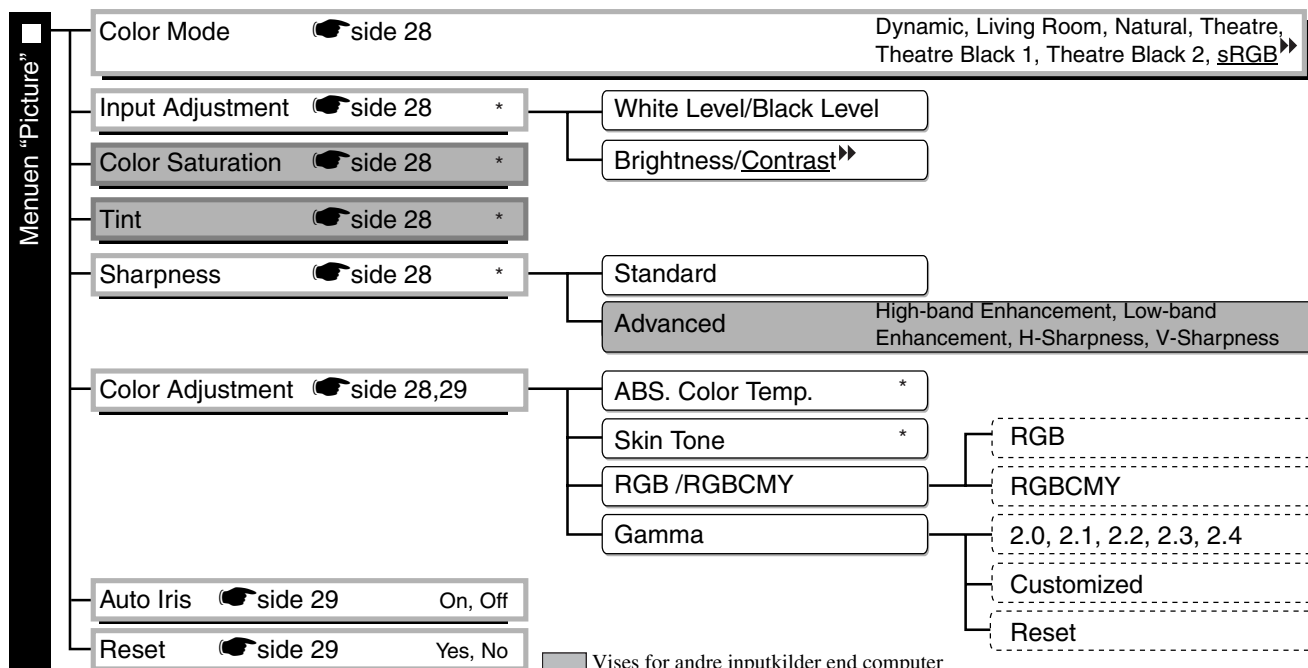 Menuen “Picture”
Color Mode side 28 Dynamic, Living Room, Natural, Theatre,
Theatre Black 1, Theatre Black 2, sRGB
Input Adjustment side 28 * White Level/Black Level
Brightness/Contrast
Color Saturation side 28 *
Tint side 28 *
Sharpness side 28 * Standard
Advanced High-band Enhancement, Low-band
Enhancement, H-Sharpness, V-Sharpness
Color Adjustment side 28,29 ABS. Color Temp. *
Skin Tone * RGB
RGB /RGBCMY RGBCMY
Gamma 2.0, 2.1, 2.2, 2.3, 2.4
Customized
Reset
Auto Iris side 29 On, Off
Reset side 29 Yes, No
Vises for andre inputkilder end computer